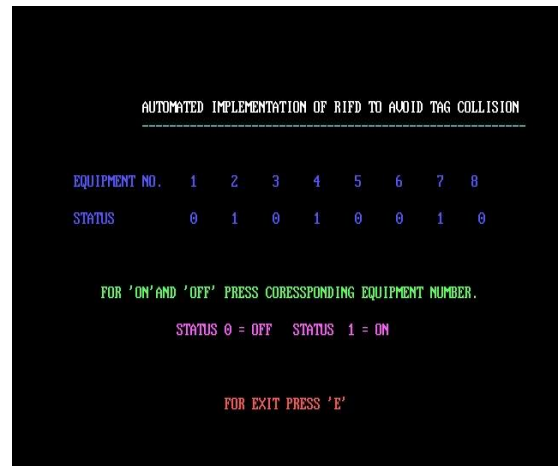 AUTOMATED IMPLEMENTATION OF RIFD TO AVOID TAG COLLISION
EQUIPMENT NO. 1 2 3 4 5 6 7 8
STATUS 0 1 0 1 0 0 1 0
FOR 'ON'AND 'OFF' PRESS CORESSPONDING EQUIPMENT NUMBER.
STATUS 0 = OFF STATUS 1 = ON
FOR EXIT PRESS 'E'